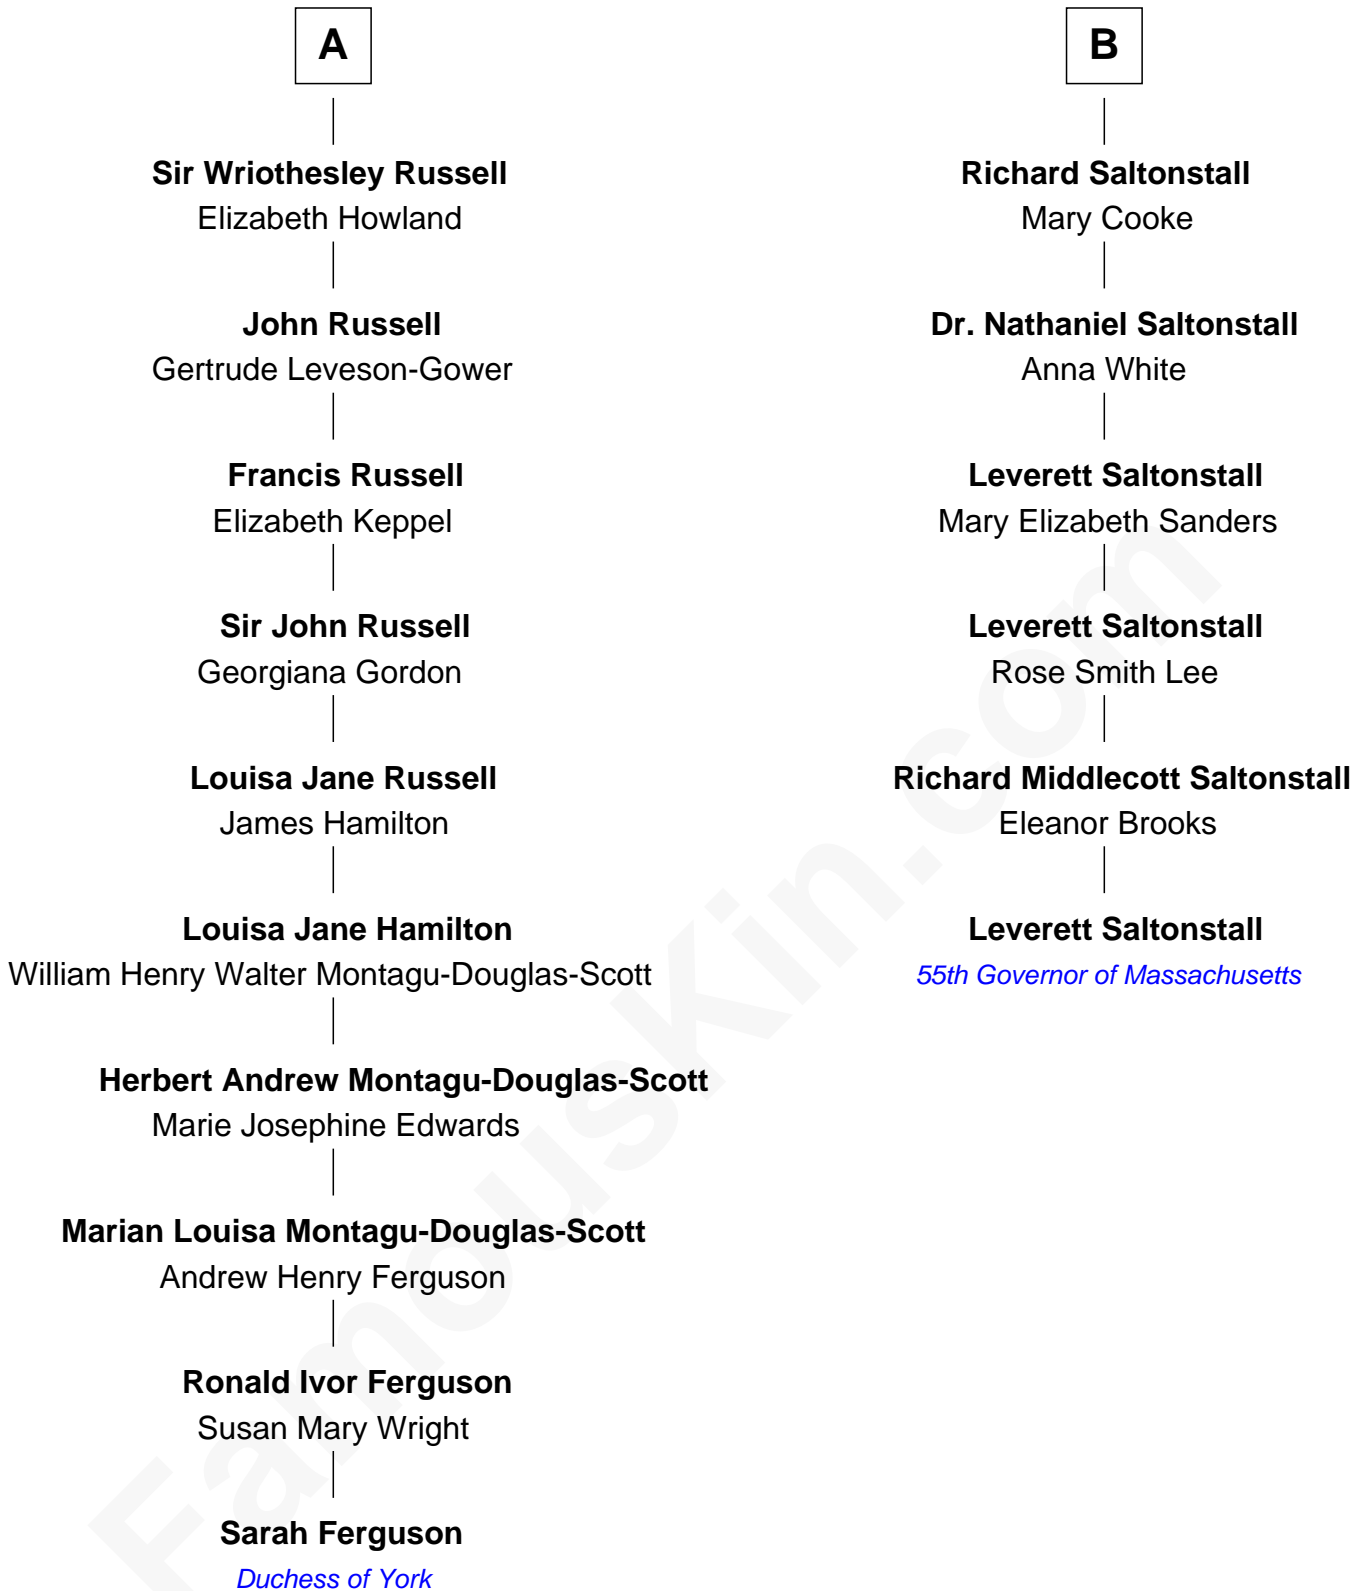 A
Sir Wriothesley Russell
Elizabeth Howland
John Russell
Gertrude Leveson-Gower
Francis Russell
Elizabeth Keppel
Sir John Russell
Georgiana Gordon
Louisa Jane Russell
James Hamilton
Louisa Jane Hamilton
William Henry Walter Montagu-Douglas-Scott
Herbert Andrew Montagu-Douglas-Scott
Marie Josephine Edwards
Marian Louisa Montagu-Douglas-Scott
Andrew Henry Ferguson
Ronald Ivor Ferguson
Susan Mary Wright
Sarah Ferguson
Duchess of York
B
Richard Saltonstall
Mary Cooke
Dr. Nathaniel Saltonstall
Anna White
Leverett Saltonstall
Mary Elizabeth Sanders
Leverett Saltonstall
Rose Smith Lee
Richard Middlecott Saltonstall
Eleanor Brooks
Leverett Saltonstall
55th Governor of Massachusetts
FamousKin.com